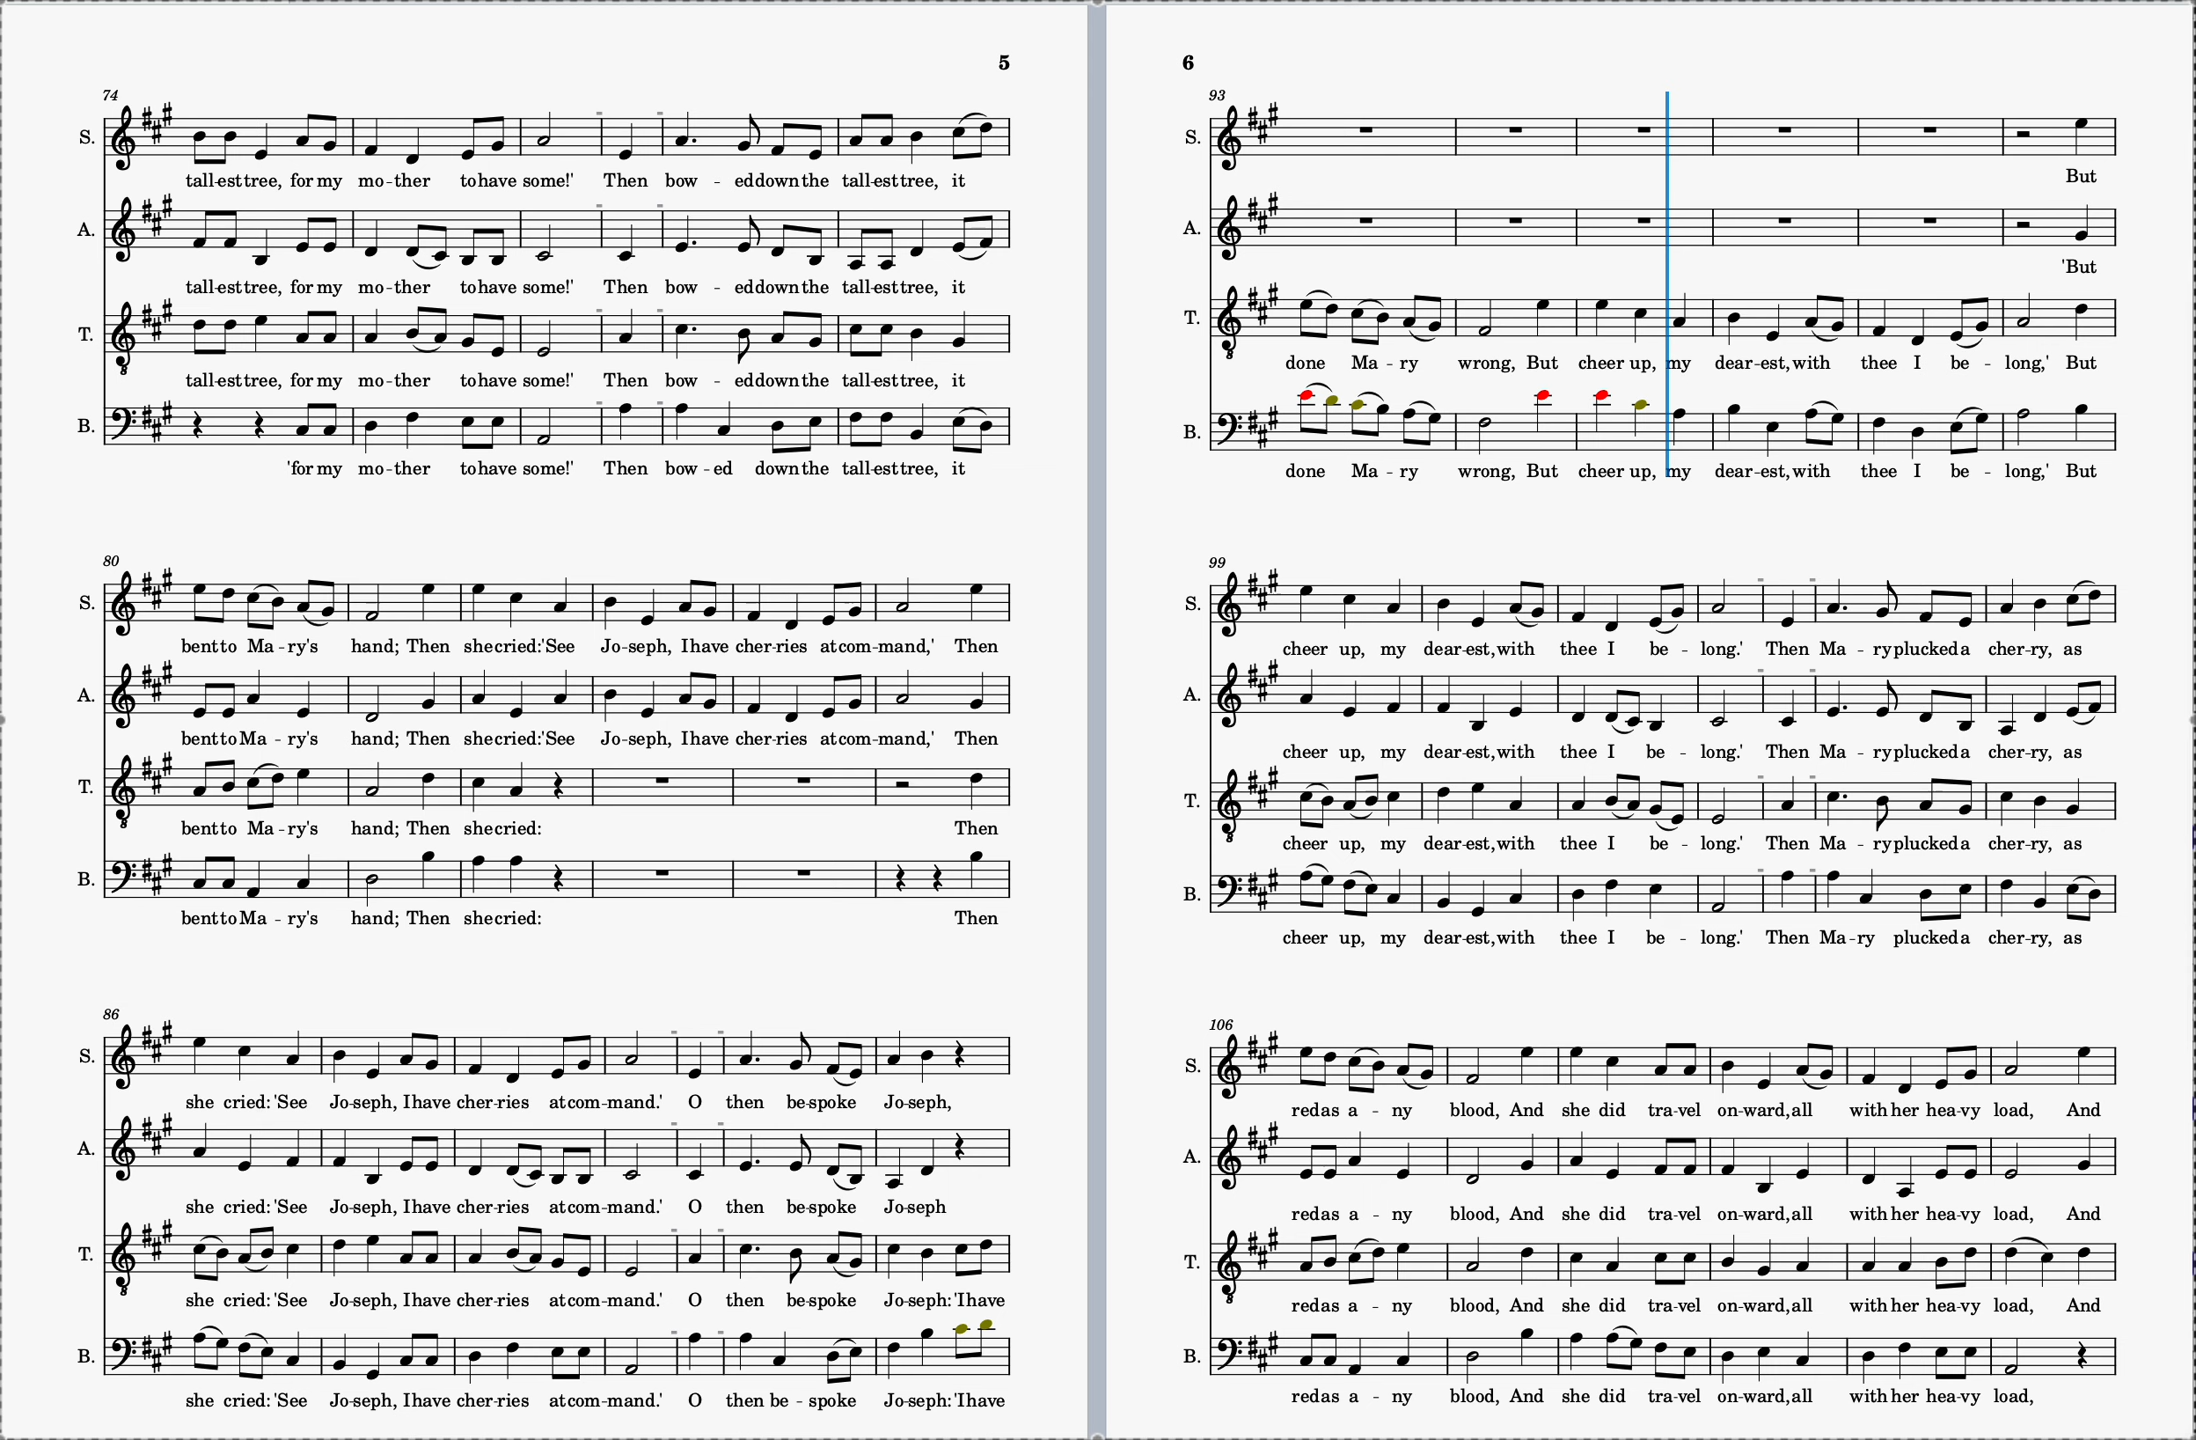 5
74
S.
tall-est tree, for my mo-ther to have some!' Then bow-ed down the tall-est tree, it
A.
tall-est tree, for my mo-ther to have some!' Then bow-ed down the tall-est tree, it
T.
tall-est tree, for my mo-ther to have some!' Then bow-ed down the tall-est tree, it
B.
'for my mo-ther to have some!' Then bow-ed down the tall-est tree, it
80
S.
bent to Ma-ry's hand; Then she cried: 'See Jo-seph, I have cher-ries at com-mand,' Then
A.
bent to Ma-ry's hand; Then she cried: 'See Jo-seph, I have cher-ries at com-mand,' Then
T.
bent to Ma-ry's hand; Then she cried: Then
B.
bent to Ma-ry's hand; Then she cried: Then
86
S.
she cried: 'See Jo-seph, I have cher-ries at com-mand.' O then be-spoke Jo-seph,
A.
she cried: 'See Jo-seph, I have cher-ries at com-mand.' O then be-spoke Jo-seph
T.
she cried: 'See Jo-seph, I have cher-ries at com-mand.' O then be-spoke Jo-seph: 'I have
8
B.
she cried: 'See Jo-seph, I have cher-ries at com-mand.' O then be-spoke Jo-seph: 'I have
6
93
S.
But
A.
'But
T.
done Ma-ry wrong, But cheer up, my dear-est, with thee I be-long,' But
B.
done Ma-ry wrong, But cheer up, my dear-est, with thee I be-long,' But
99
S.
cheer up, my dear-est, with thee I be-long.' Then Ma-ry plucked a cher-ry, as
A.
cheer up, my dear-est, with thee I be-long.' Then Ma-ry plucked a cher-ry, as
T.
cheer up, my dear-est, with thee I be-long.' Then Ma-ry plucked a cher-ry, as
B.
cheer up, my dear-est, with thee I be-long.' Then Ma-ry plucked a cher-ry, as
106
S.
red as a-ny blood, And she did tra-vel on-ward, all with her hea-vy load, And
A.
red as a-ny blood, And she did tra-vel on-ward, all with her hea-vy load, And
T.
red as a-ny blood, And she did tra-vel on-ward, all with her hea-vy load, And
B.
red as a-ny blood, And she did tra-vel on-ward, all with her hea-vy load,